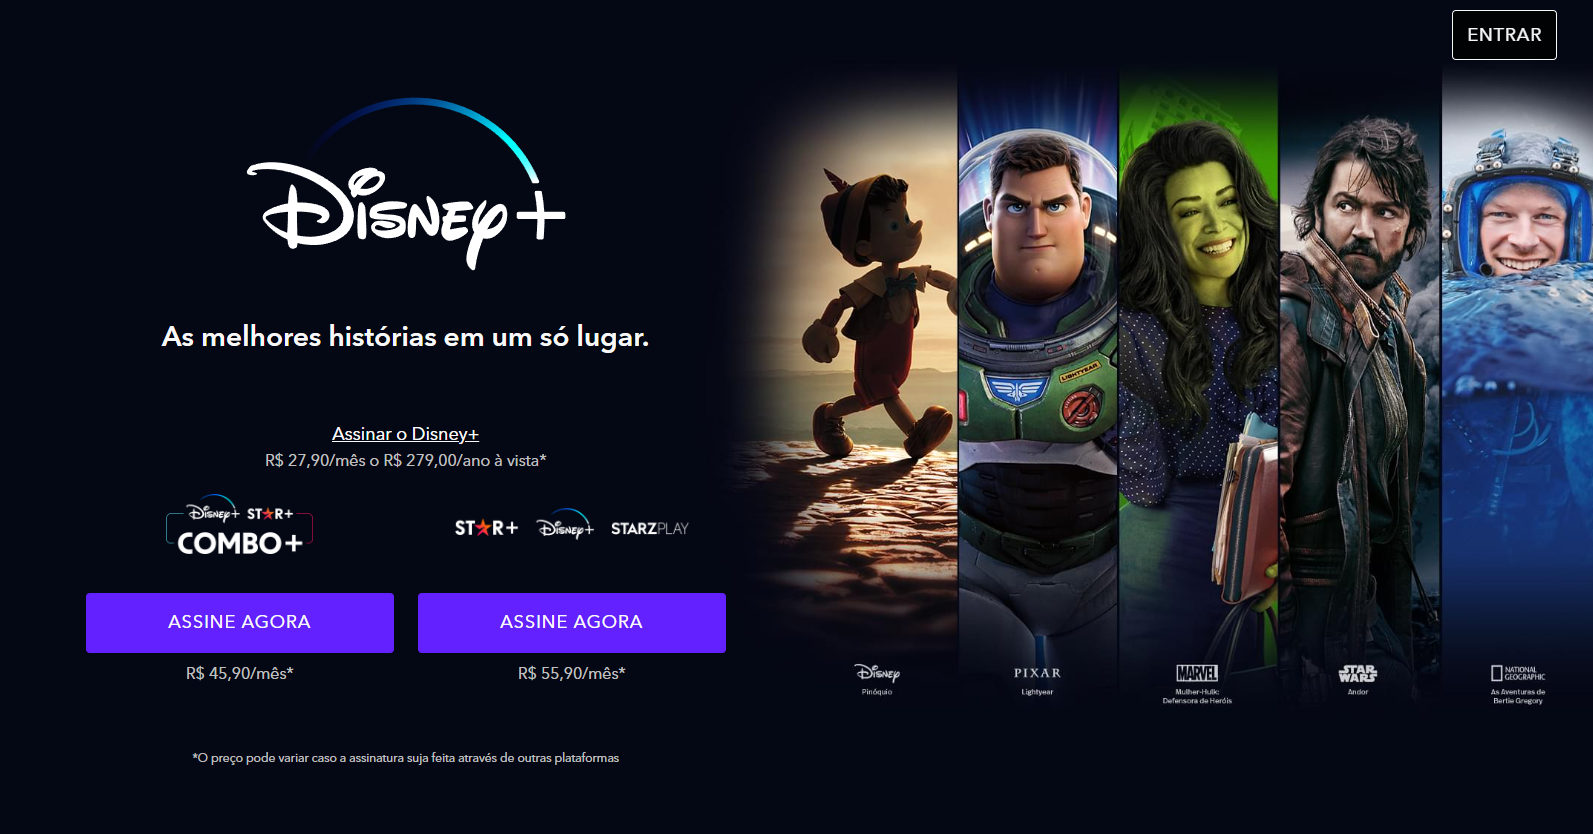 ENTRAR
Disney+
As melhores histórias em um só lugar.
Assinar o Disney+
R$ 27,90/mês o R$ 279,00/ano à vista*
Disney+ STAR+
COMBO+
STAR+ Disney+ STARZPLAY
ASSINE AGORA
R$ 45,90/mês*
ASSINE AGORA
R$ 55,90/mês*
*O preço pode variar caso a assinatura suja feita através de outras plataformas
LIGHTYEAR
Disney
Pinóquio
PIXAR
Lightyear
MARVEL
Mulher-Hulk:
Defensora de Heróis
STAR
WARS
Andor
NATIONAL
GEOGRAPHIC
As Aventuras de
Bertie Gregory